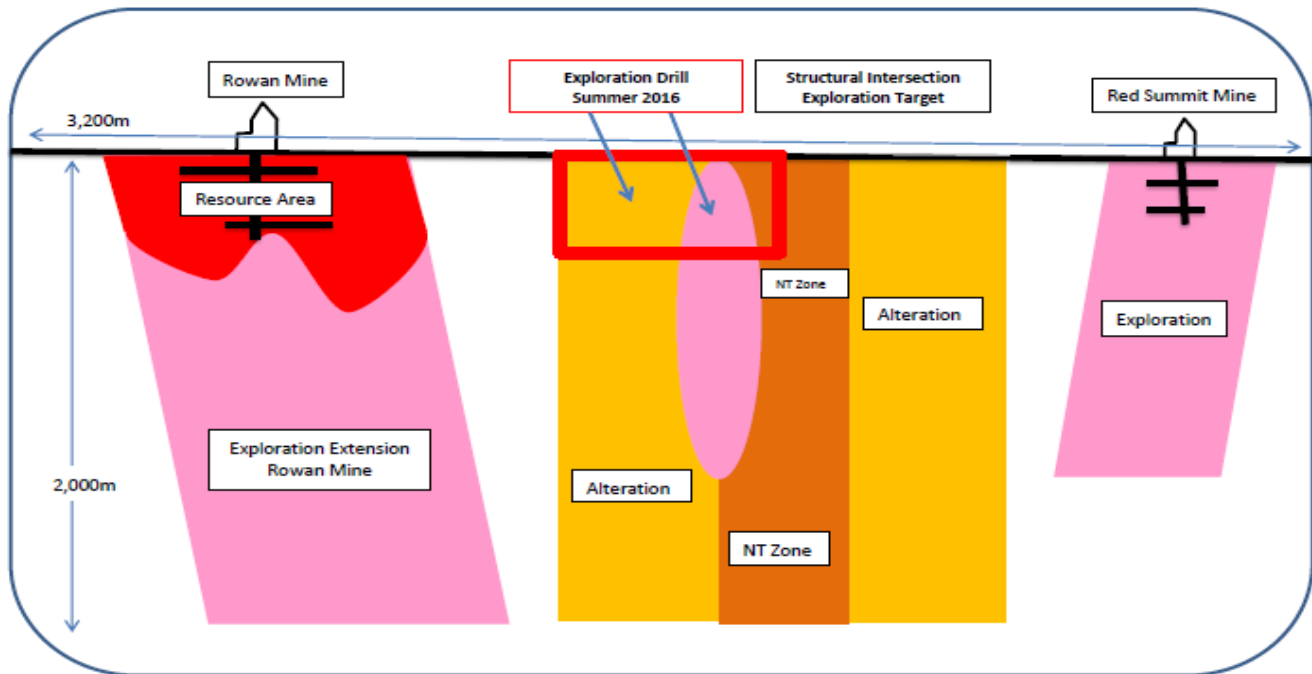 Rowan Mine
Exploration Drill
Summer 2016
Structural Intersection
Exploration Target
Red Summit Mine
3,200m
Resource Area
NT Zone
Alteration
Exploration
Exploration Extension
Rowan Mine
2,000m
Alteration
NT Zone